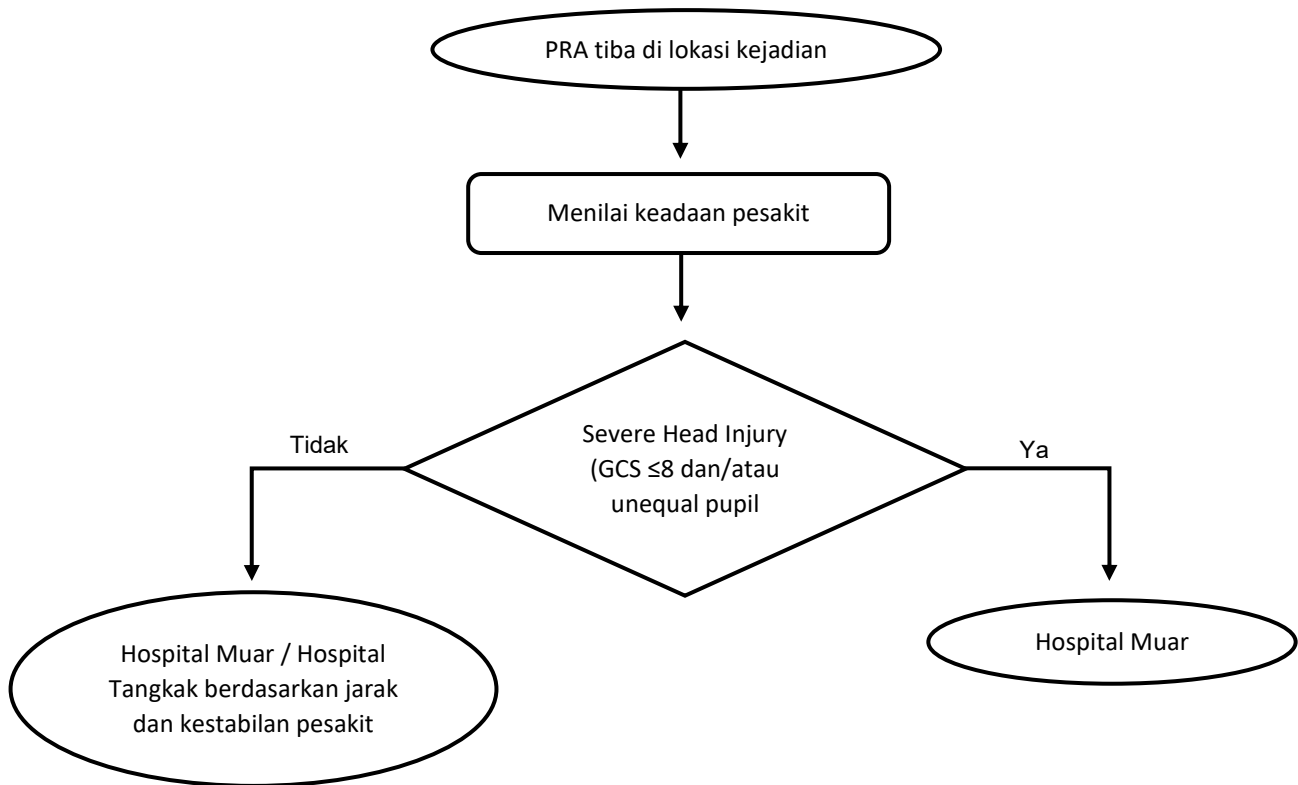 PRA tiba di lokasi kejadian
Menilai keadaan pesakit
Severe Head Injury
(GCS ≤8 dan/atau
unequal pupil
Tidak
Ya
Hospital Muar / Hospital
Tangkak berdasarkan jarak
dan kestabilan pesakit
Hospital Muar